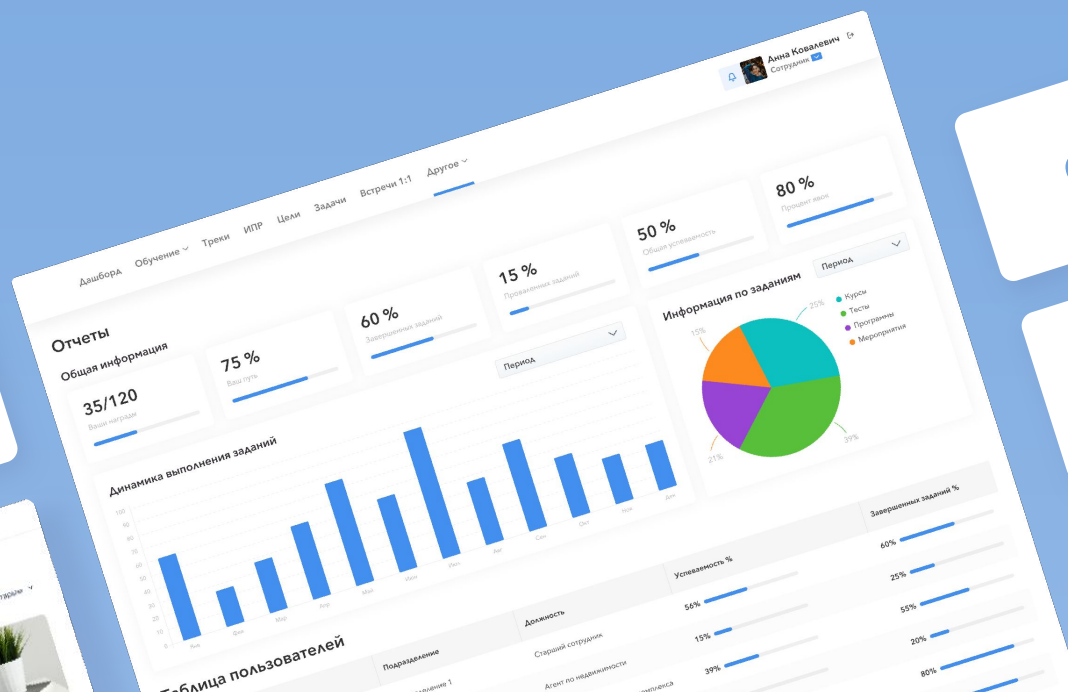 Анна Ковалевич
Сотрудник
Дашборд Обучение Треки ИПР Цели Задачи Встречи 1:1 Другое
Отчеты
Общая информация
35/120
Ваши награды
75 %
Ваш путь
60 %
Завершенных заданий
15 %
Проваленных заданий
50 %
Общая успеваемость
80 %
Процент явок
Динамика выполнения заданий
Период
100
90
80
70
60
50
40
30
20
10
0
Янв Фев Мар Апр Май Июн Июл Авг Сен Окт Ноя Дек
Информация по заданиям
Период
15%
25%
21%
39%
Курсы
Тесты
Программы
Мероприятия
Таблица пользователей
Подразделение Должность Успеваемость % Завершенных заданий %
Старший сотрудник 56% 60%
Агент по недвижимости 15% 25%
39% 55%
20%
80%